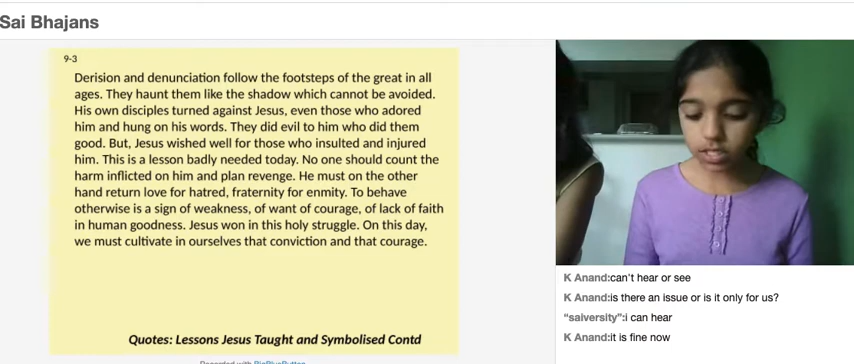 Sai Bhajans
9-3
Derision and denunciation follow the footsteps of the great in all
ages. They haunt them like the shadow which cannot be avoided.
His own disciples turned against Jesus, even those who adored
him and hung on his words. They did evil to him who did them
good. But, Jesus wished well for those who insulted and injured
him. This is a lesson badly needed today. No one should count the
harm inflicted on him and plan revenge. He must on the other
hand return love for hatred, fraternity for enmity. To behave
otherwise is a sign of weakness, of want of courage, of lack of faith
in human goodness. Jesus won in this holy struggle. On this day,
we must cultivate in ourselves that conviction and that courage.
Quotes: Lessons Jesus Taught and Symbolised Contd
Recorded with BigBlueButton
K Anand:can't hear or see
K Anand:is there an issue or is it only for us?
“saiversity”:i can hear
K Anand:it is fine now